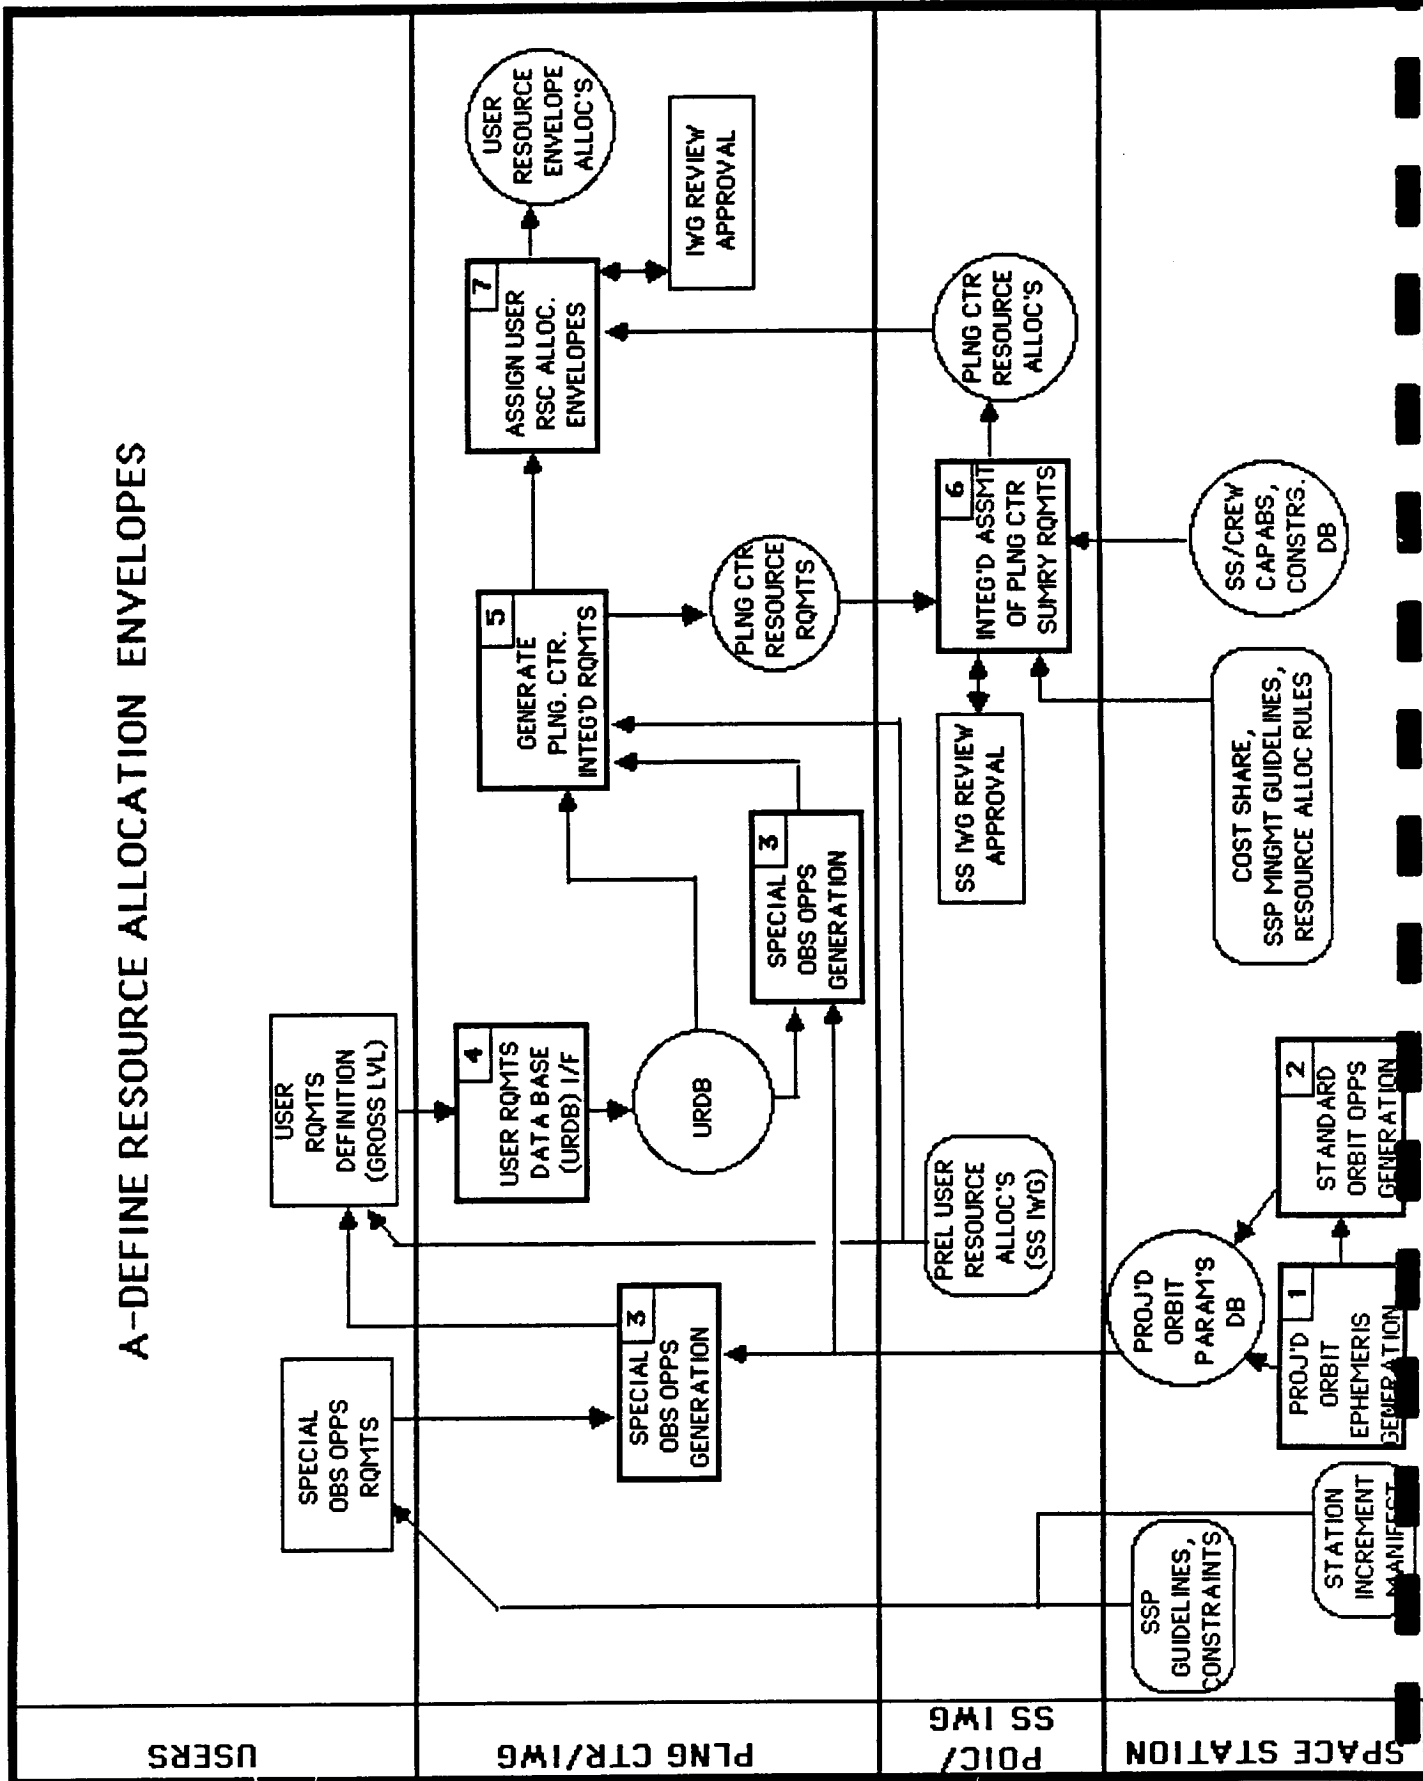 A-DEFINE RESOURCE ALLOCATION ENVELOPES
USERS
SPECIAL
OBS OPPS
RQMTS
USER
RQMTS
DEFINITION
(GROSS LVL)
PLNG CTR/IWG
SPECIAL
OBS OPPS
GENERATION
3
4
USER RQMTS
DATA BASE
(URDB) I/F
URDB
SPECIAL
OBS OPPS
GENERATION
3
5
GENERATE
PLNG. CTR.
INTEG'D RQMTS
PLNG CTR
RESOURCE
RQMTS
7
ASSIGN USER
RSC ALLOC.
ENVELOPES
USER
RESOURCE
ENVELOPE
ALLOC'S
IWG REVIEW
APPROVAL
POIC/
SS IWG
PREL USER
RESOURCE
ALLOC'S
(SS IWG)
SS IWG REVIEW
APPROVAL
6
INTEG'D ASSMT
OF PLNG CTR
SUMRY RQMTS
PLNG CTR
RESOURCE
ALLOC'S
SPACE STATION
SSP
GUIDELINES,
CONSTRAINTS
STATION
INCREMENT
MANIFEST
PROJ'D
ORBIT
PARAM'S
DB
PROJ'D
ORBIT
EPHEMERIS
GENERATION
1
2
STANDARD
ORBIT OPPS
GENERATION
COST SHARE,
SSP MNGMT GUIDELINES,
RESOURCE ALLOC RULES
SS/CREW
CAPABS,
CONSTRS.
DB